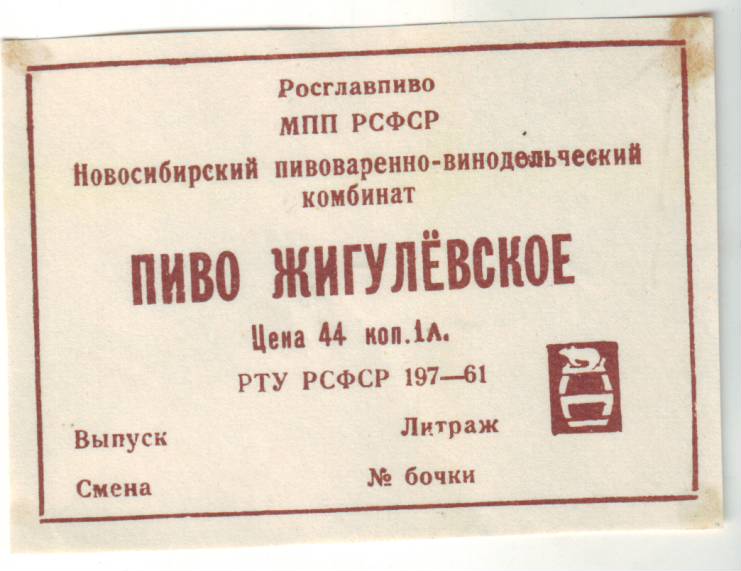 Росглавпиво
МПП РСФСР
Новосибирский пивоваренно-винодельческий
комбинат
ПИВО ЖИГУЛЁВСКОЕ
Цена 44 коп.1л.
РТУ РСФСР 197—61
Выпуск
Литраж
Смена
№ бочки